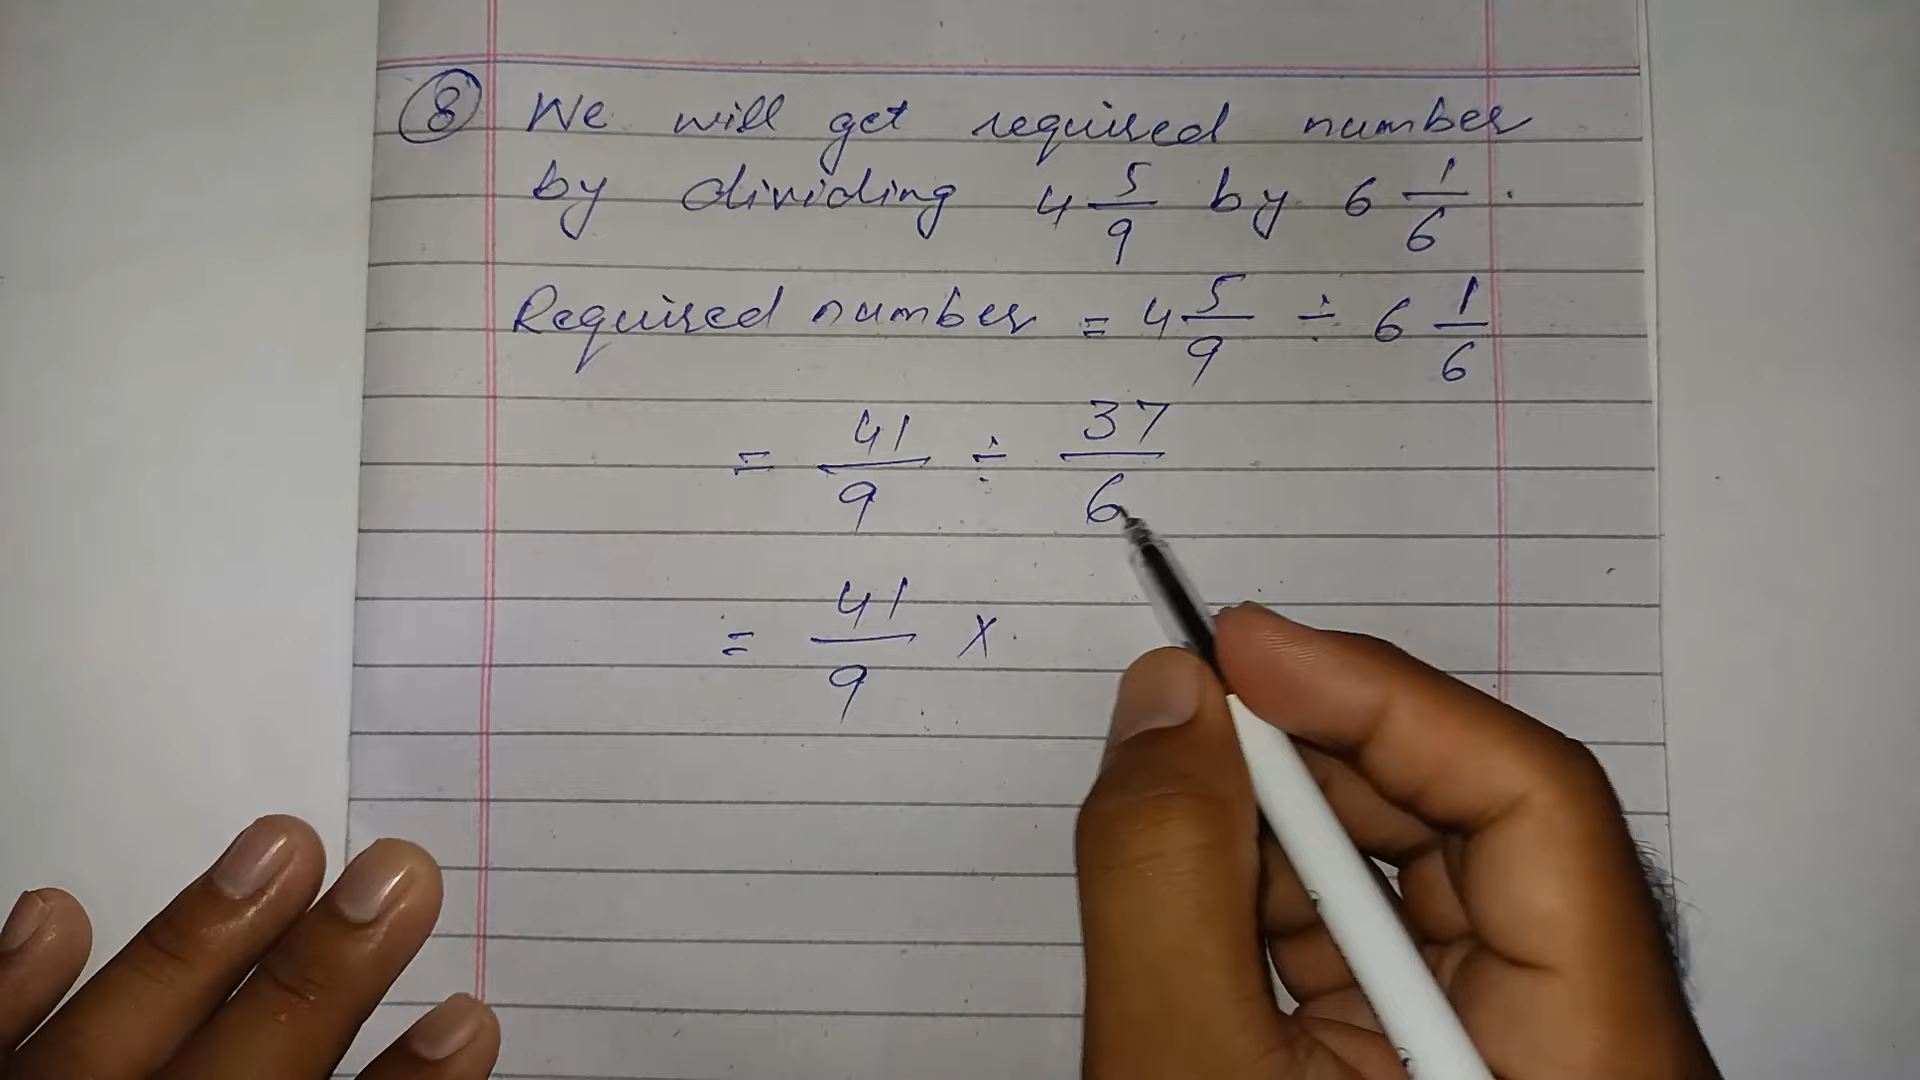 8 We will get required number
by dividing 4 5/9 by 6 1/6 .
Required number = 4 5/9 ÷ 6 1/6
= 41/9 ÷ 37/6
= 41/9 ×